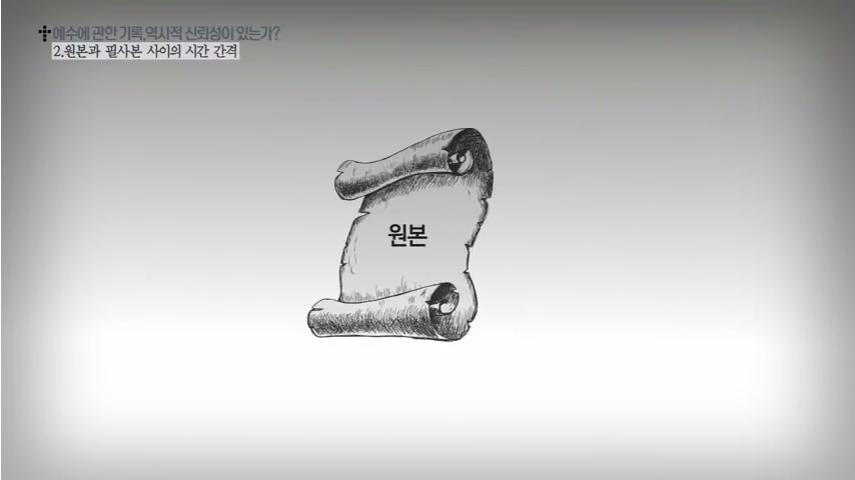 예수에 관한 기록, 역사적 신뢰성이 있는가?
2.원본과 필사본 사이의 시간 간격
원본